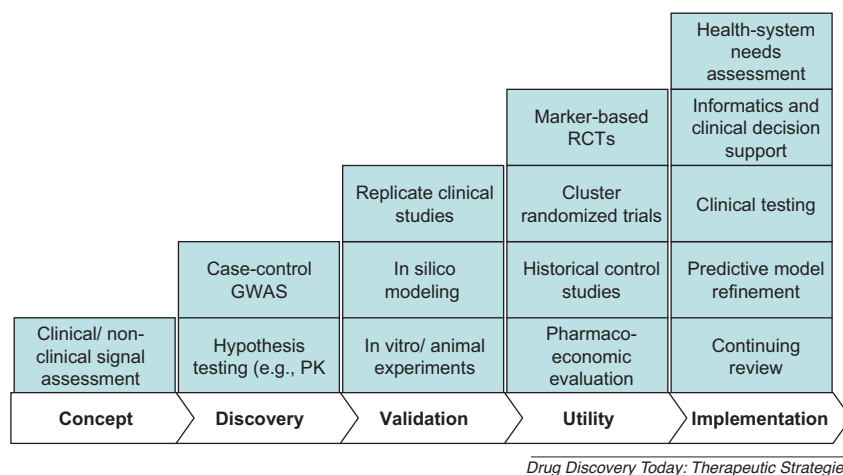 Health-system
needs
assessment
Marker-based
RCTs
Informatics and
clinical decision
support
Replicate clinical
studies
Cluster
randomized trials
Clinical testing
Case-control
GWAS
In silico
modeling
Historical control
studies
Predictive model
refinement
Clinical/ non-
clinical signal
assessment
Hypothesis
testing (e.g., PK
In vitro/ animal
experiments
Pharmaco-
economic
evaluation
Continuing
review
Concept
Discovery
Validation
Utility
Implementation
Drug Discovery Today: Therapeutic Strategie